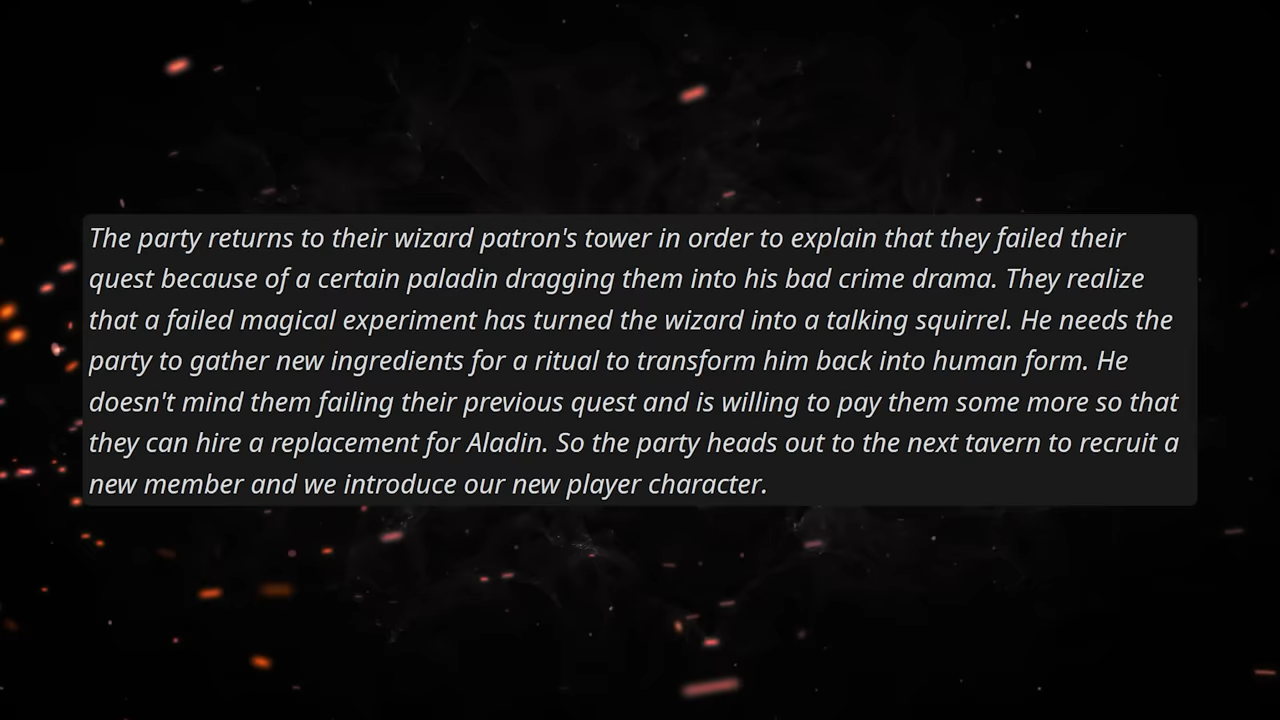 The party returns to their wizard patron's tower in order to explain that they failed their
quest because of a certain paladin dragging them into his bad crime drama. They realize
that a failed magical experiment has turned the wizard into a talking squirrel. He needs the
party to gather new ingredients for a ritual to transform him back into human form. He
doesn't mind them failing their previous quest and is willing to pay them some more so that
they can hire a replacement for Aladin. So the party heads out to the next tavern to recruit a
new member and we introduce our new player character.